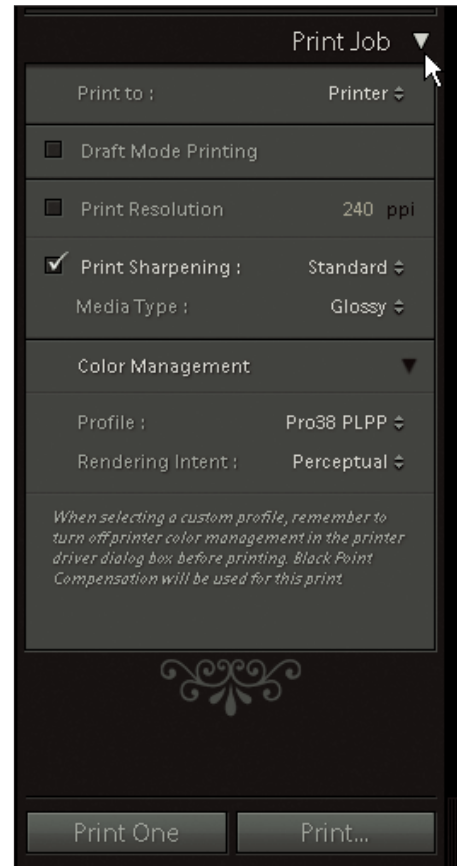 Print Job
Print to : Printer
Draft Mode Printing
Print Resolution 240 ppi
Print Sharpening : Standard
Media Type : Glossy
Color Management
Profile : Pro38 PLPP
Rendering Intent : Perceptual
When selecting a custom profile, remember to
turn off printer color management in the printer
driver dialog box before printing. Black Point
Compensation will be used for this print.
Print One Print...